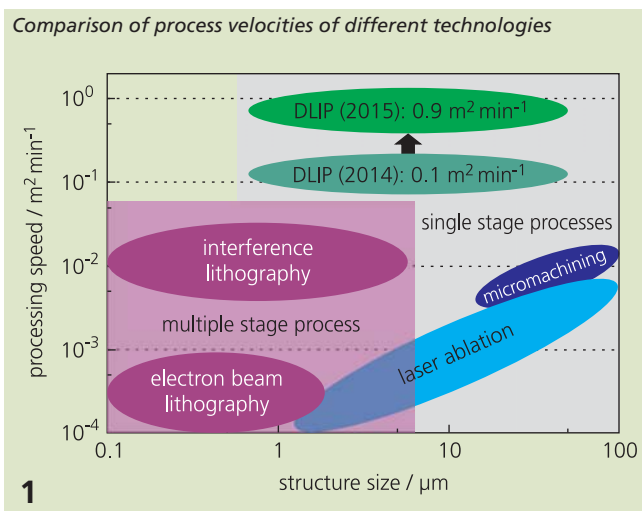 Comparison of process velocities of different technologies
processing speed / m² min⁻¹
10⁰
10⁻¹
10⁻²
10⁻³
10⁻⁴
DLIP (2015): 0.9 m² min⁻¹
DLIP (2014): 0.1 m² min⁻¹
single stage processes
interference
lithography
micromachining
multiple stage process
laser ablation
electron beam
lithography
0.1
1
10
100
structure size / µm
1